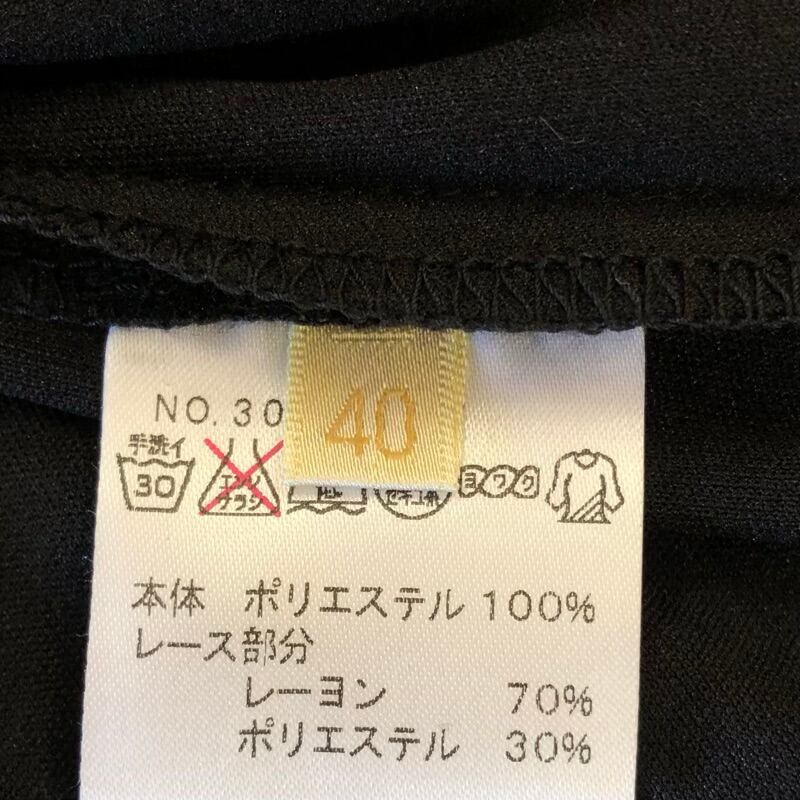 NO. 30
40
手洗イ
30
エンソ
チラシ
低
セキユ系
ヨワク
本体 ポリエステル 100%
レース部分
レーヨン 70%
ポリエステル 30%